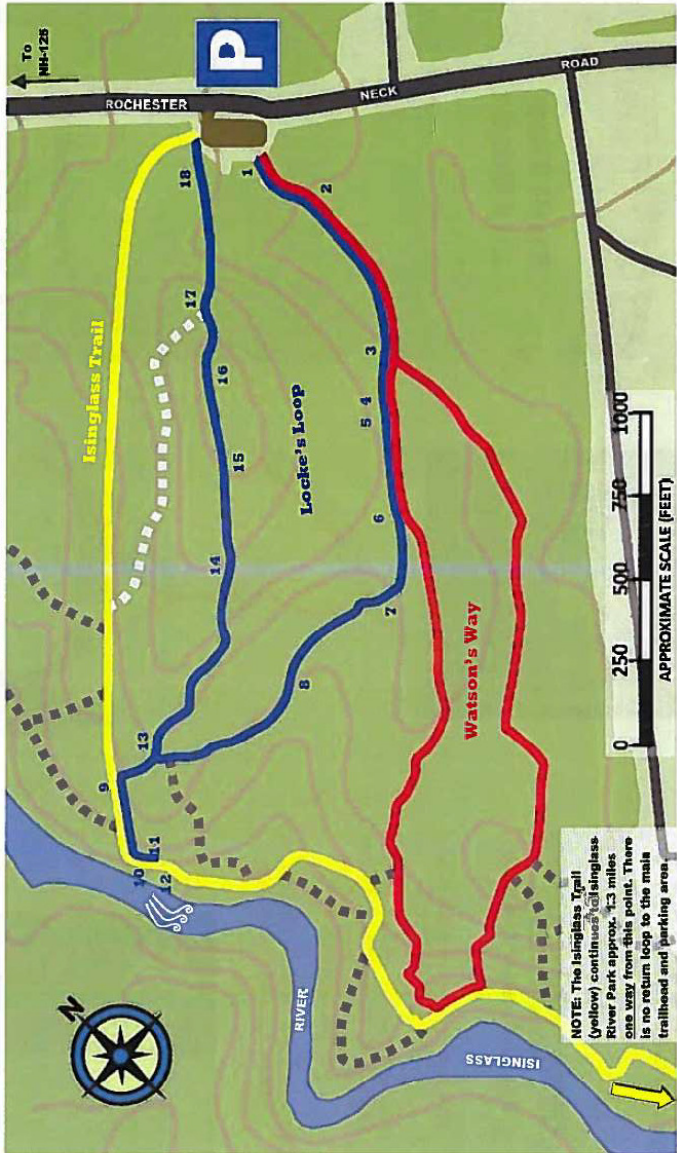 To
NH-125
P
ROCHESTER
NECK
ROAD
18
1
2
17
3
Isinglass Trail
16
5 4
15
Locke's Loop
6
14
7
8
Watson's Way
13
9
10
11
12
N
RIVER
ISINGLASS
0
250
500
750
1000
APPROXIMATE SCALE (FEET)
NOTE: The Isinglass Trail
(yellow) continues to Isinglass
River Park approx. 1.3 miles
one way from this point. There
is no return loop to the main
trailhead and parking area.